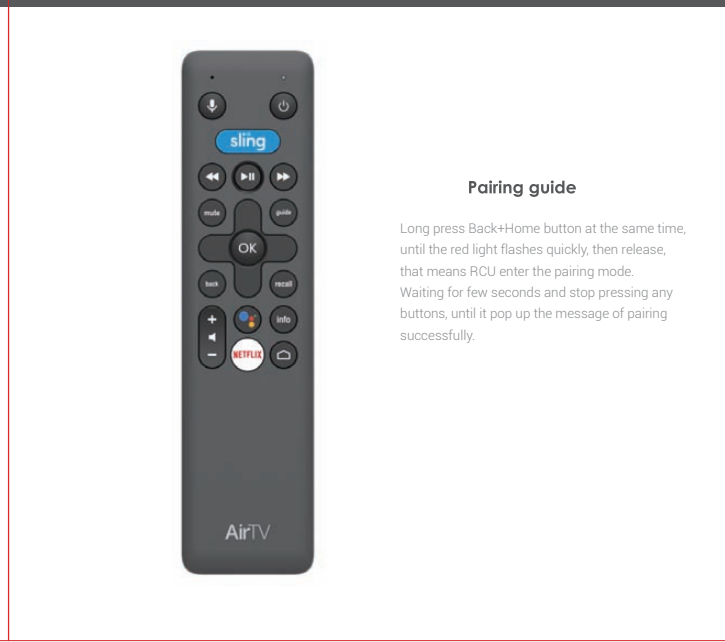 sling
mute
guide
OK
back
recall
+
info
−
NETFLIX
AirTV
Pairing guide
Long press Back+Home button at the same time,
until the red light flashes quickly, then release,
that means RCU enter the pairing mode.
Waiting for few seconds and stop pressing any
buttons, until it pop up the message of pairing
successfully.